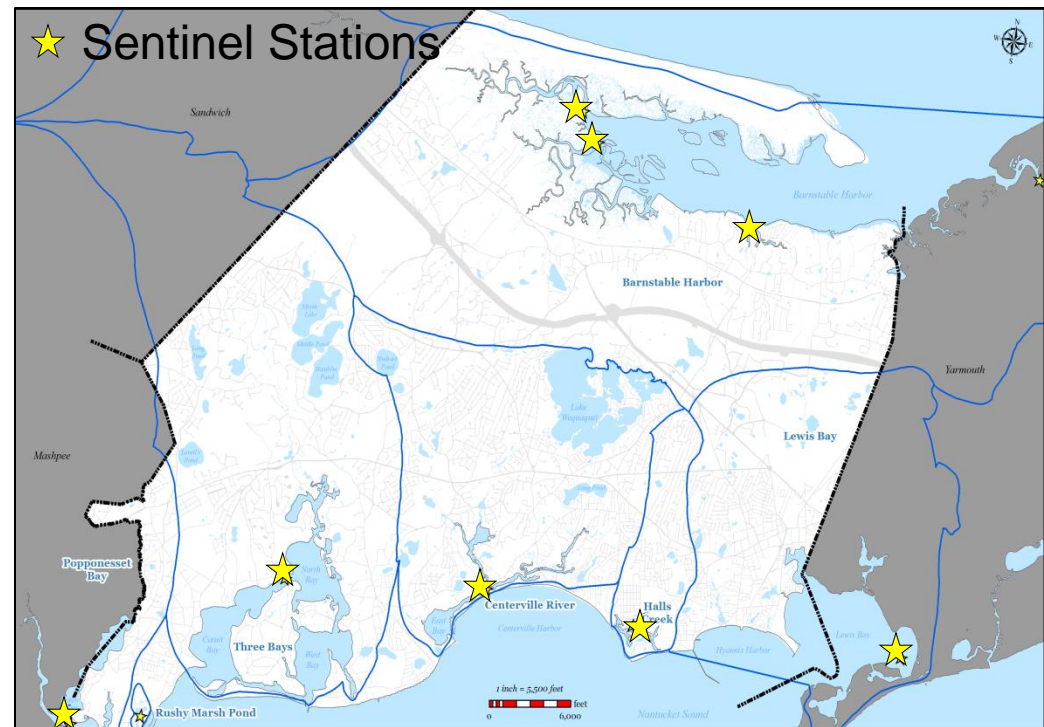 Sentinel Stations
N
W
E
S
Sandwich
Barnstable Harbor
Barnstable Harbor
Yarmouth
Lake
Wequaquet
Lewis Bay
Mashpee
Popponesset
Bay
North
Bay
Centerville River
East
Bay
Centerville Harbor
Halls
Creek
Lewis Bay
Three Bays
West
Bay
Hyannis Harbor
1 inch = 5,500 feet
feet
0
6,000
Rushy Marsh Pond
Nantucket Sound